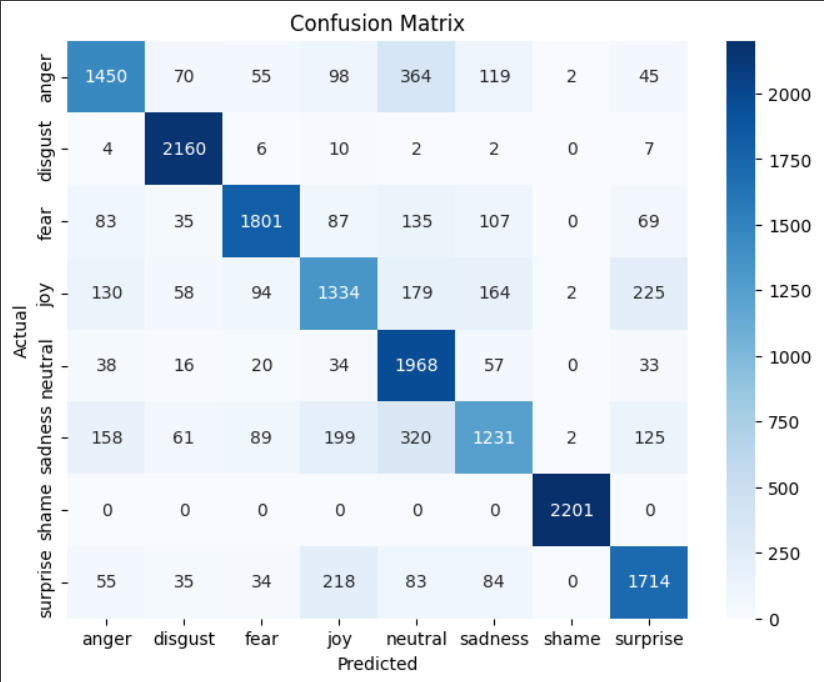 Confusion Matrix
anger 1450 70 55 98 364 119 2 45
disgust 4 2160 6 10 2 2 0 7
fear 83 35 1801 87 135 107 0 69
joy 130 58 94 1334 179 164 2 225
neutral 38 16 20 34 1968 57 0 33
sadness 158 61 89 199 320 1231 2 125
shame 0 0 0 0 0 0 2201 0
surprise 55 35 34 218 83 84 0 1714
anger disgust fear joy neutral sadness shame surprise
Predicted
Actual
2000
1750
1500
1250
1000
750
500
250
0